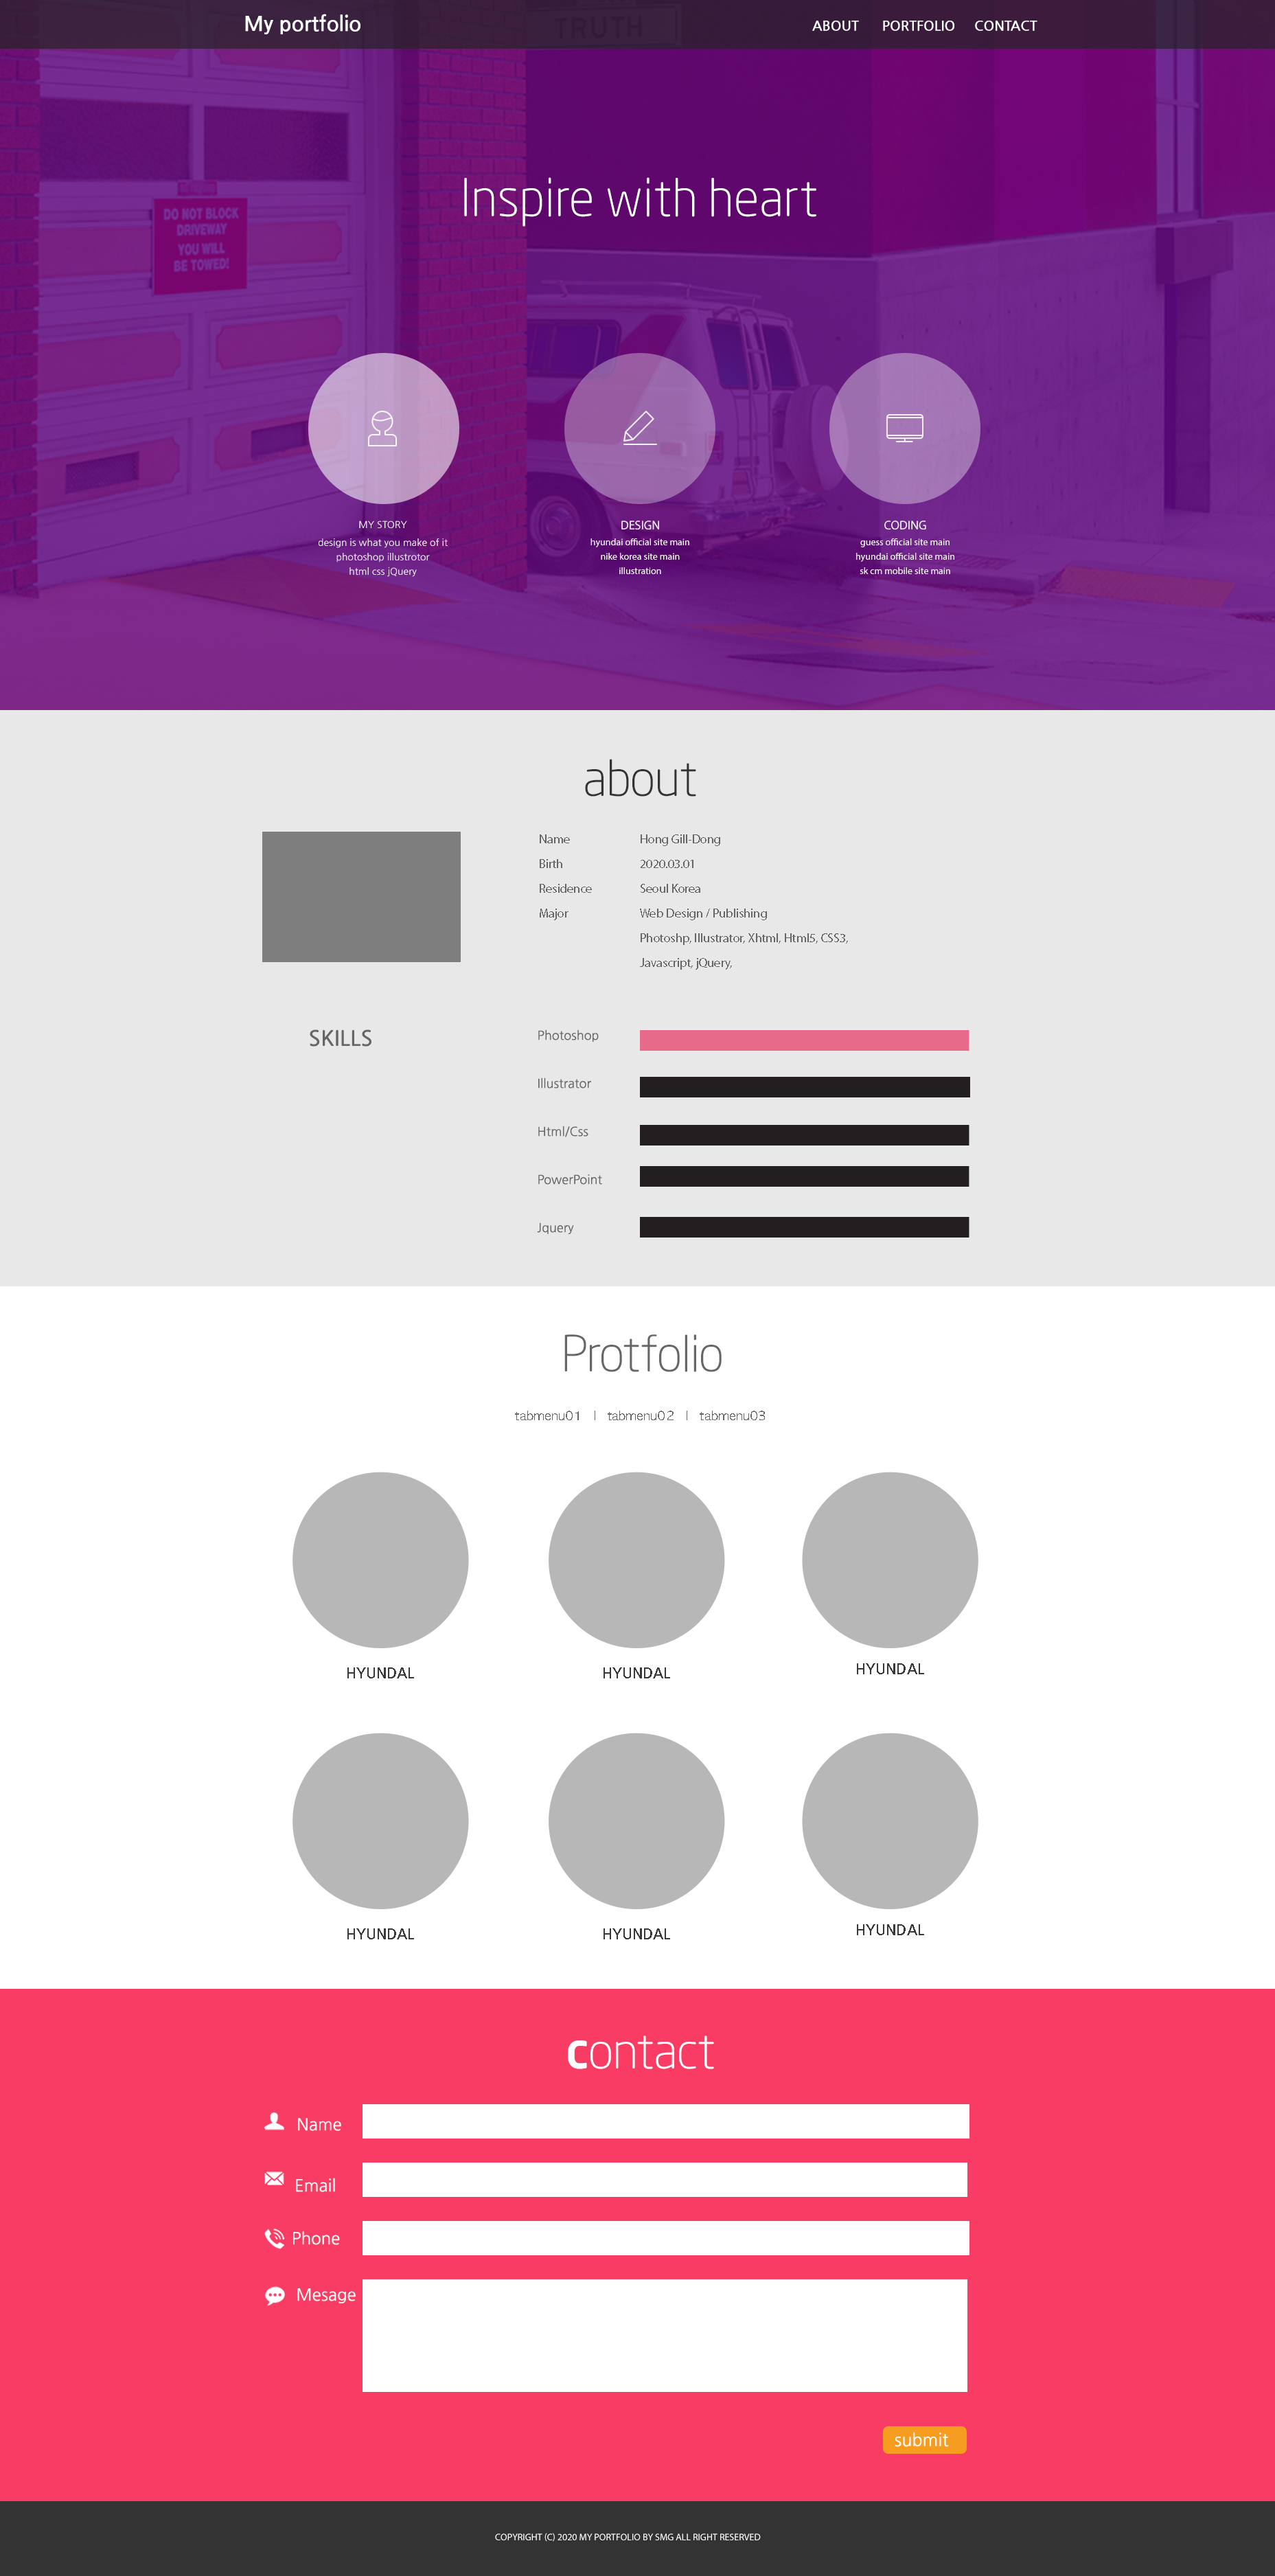 My portfolio
ABOUT PORTFOLIO CONTACT
TRUTH
DO NOT BLOCK
DRIVEWAY
YOU WILL
BE TOWED!
Inspire with heart
MY STORY
design is what you make of it
photoshop illustrotor
html css jQuery
DESIGN
hyundai official site main
nike korea site main
illustration
CODING
guess official site main
hyundai official site main
sk cm mobile site main
about
Name Hong Gill-Dong
Birth 2020.03.01
Residence Seoul Korea
Major Web Design / Publishing
Photoshp, Illustrator, Xhtml, Html5, CSS3,
Javascript, jQuery,
SKILLS
Photoshop
Illustrator
Html/Css
PowerPoint
Jquery
Protfolio
tabmenu01 | tabmenu02 | tabmenu03
HYUNDAL
HYUNDAL
HYUNDAL
HYUNDAL
HYUNDAL
HYUNDAL
contact
Name
Email
Phone
Mesage
submit
COPYRIGHT (C) 2020 MY PORTFOLIO BY SMG ALL RIGHT RESERVED